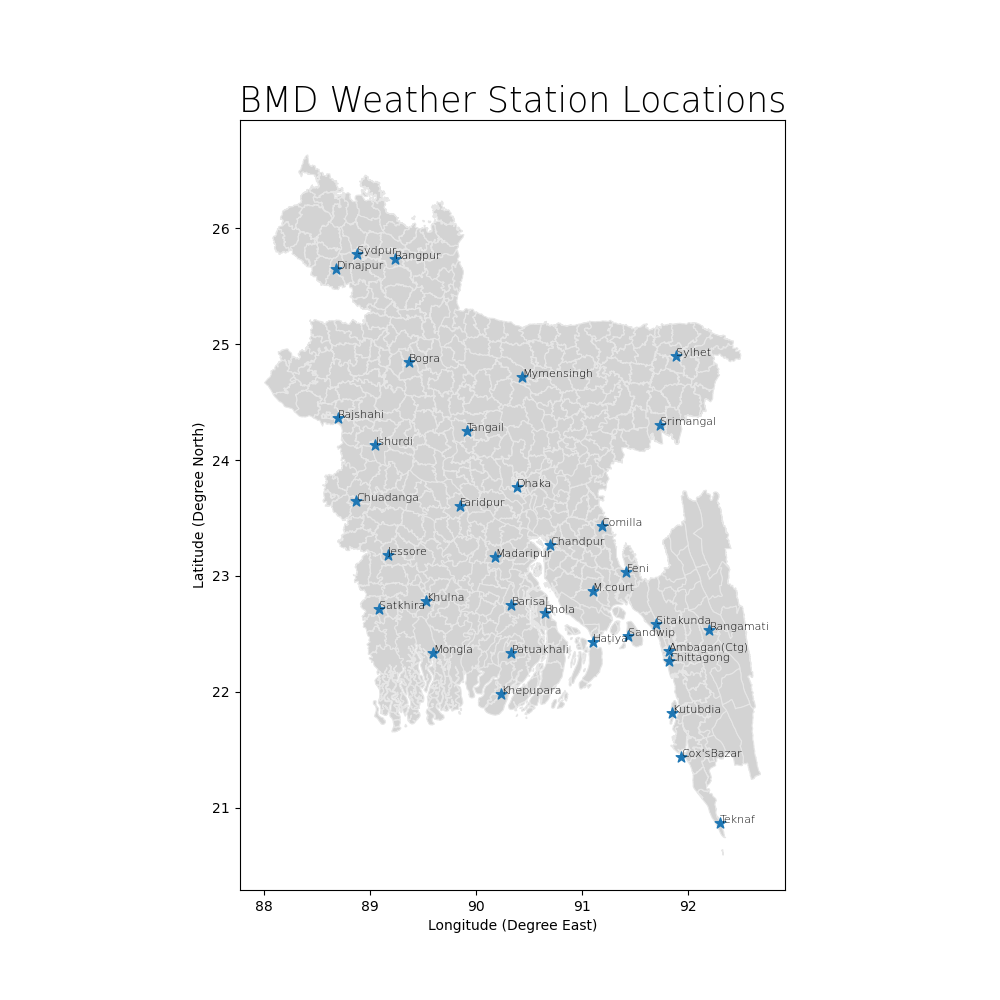 BMD Weather Station Locations
26
Sydpur
Rangpur
Dinajpur
25
Sylhet
Bogra
Mymensingh
Rajshahi
Srimangal
Tangail
Ishurdi
24
Dhaka
Chuadanga
Faridpur
Comilla
Chandpur
Jessore
Madaripur
23
Feni
M.court
Khulna
Barisal
Satkhira
Bhola
Sitakunda
Rangamati
Sandwip
Hatiya
Mongla
Patuakhali
Ambagan(Ctg)
Chittagong
22
Khepupara
Kutubdia
Cox'sBazar
21
Teknaf
88 89 90 91 92
Longitude (Degree East)
Latitude (Degree North)